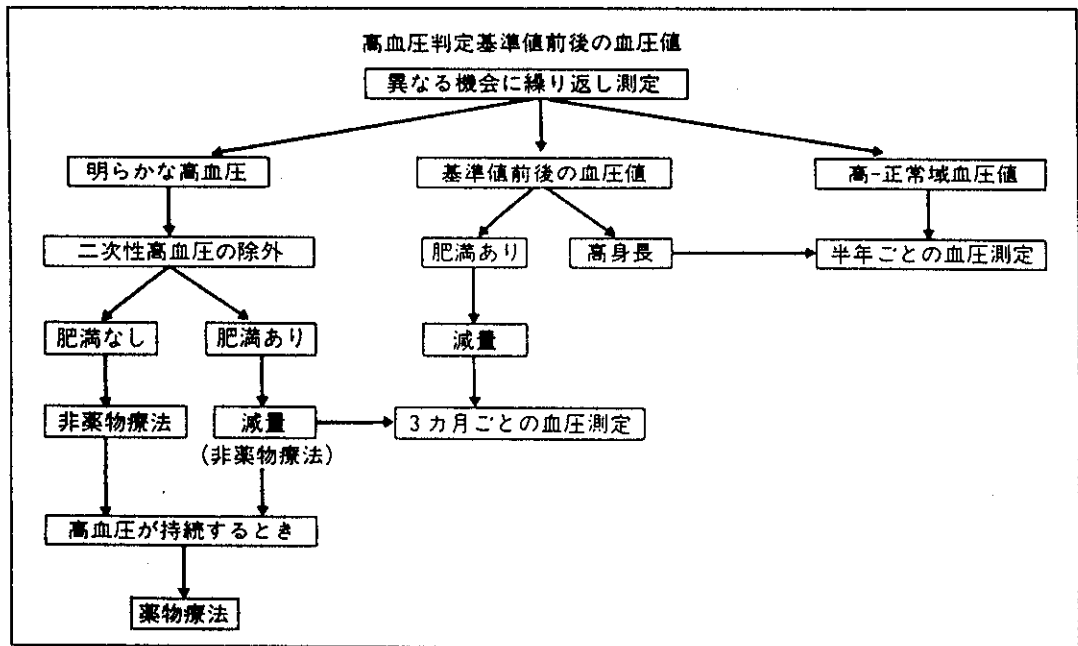 高血圧判定基準値前後の血圧値
異なる機会に繰り返し測定
明らかな高血圧
基準値前後の血圧値
高-正常域血圧値
二次性高血圧の除外
肥満あり
高身長
半年ごとの血圧測定
肥満なし
肥満あり
減量
非薬物療法
減量
3カ月ごとの血圧測定
(非薬物療法)
高血圧が持続するとき
薬物療法